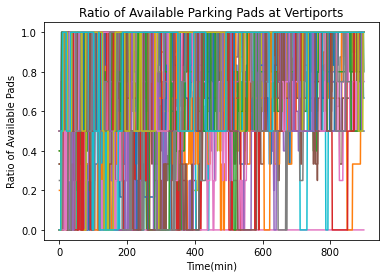 Ratio of Available Parking Pads at Vertiports
Ratio of Available Pads
1.0
0.8
0.6
0.4
0.2
0.0
0 200 400 600 800
Time(min)